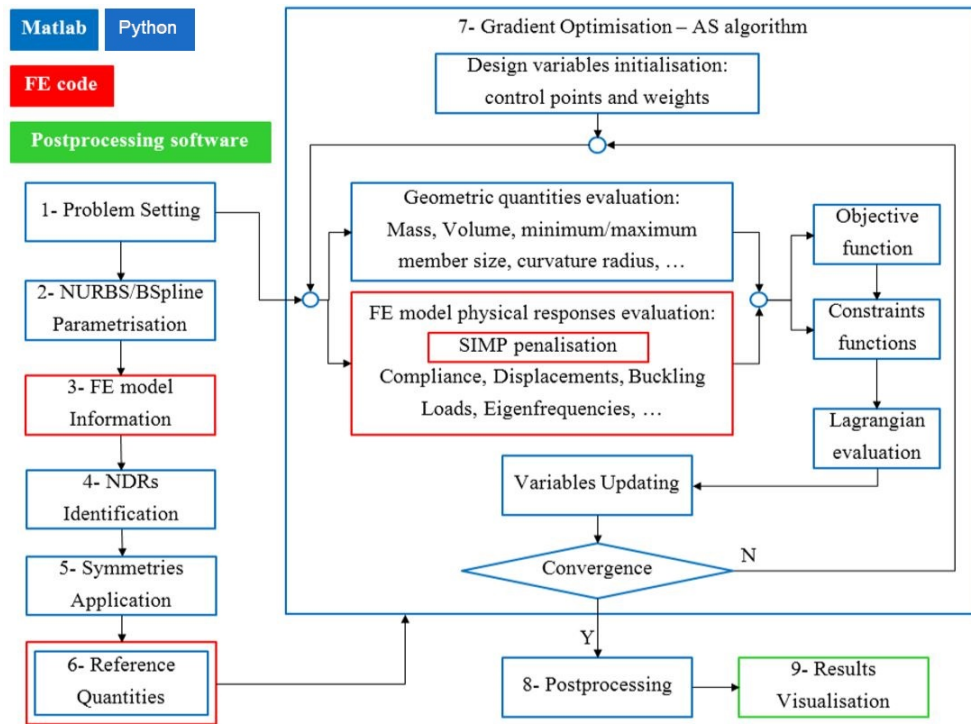 Matlab
Python
FE code
Postprocessing software
1- Problem Setting
2- NURBS/BSpline
Parametrisation
3- FE model
Information
4- NDRs
Identification
5- Symmetries
Application
6- Reference
Quantities
7- Gradient Optimisation – AS algorithm
Design variables initialisation:
control points and weights
Geometric quantities evaluation:
Mass, Volume, minimum/maximum
member size, curvature radius, …
FE model physical responses evaluation:
SIMP penalisation
Compliance, Displacements, Buckling
Loads, Eigenfrequencies, …
Objective
function
Constraints
functions
Lagrangian
evaluation
Variables Updating
Convergence
N
Y
8- Postprocessing
9- Results
Visualisation